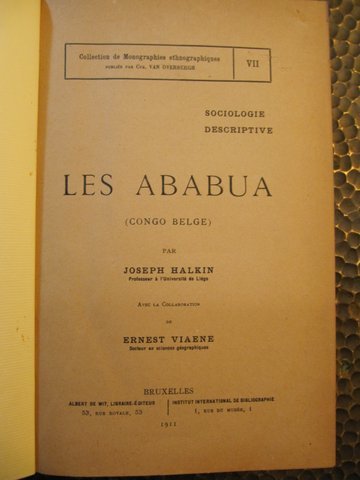 Collection de Monographies ethnographiques
PUBLIÉE PAR CYR. VAN OVERBERGH
VII
SOCIOLOGIE
DESCRIPTIVE
LES ABABUA
(CONGO BELGE)
PAR
JOSEPH HALKIN
Professeur à l'Université de Liége
AVEC LA COLLABORATION
DE
ERNEST VIAENE
Docteur en sciences géographiques
BRUXELLES
ALBERT DE WIT, LIBRAIRE-ÉDITEUR
53, RUE ROYALE, 53
INSTITUT INTERNATIONAL DE BIBLIOGRAPHIE
1, RUE DU MUSÉE, 1
1911